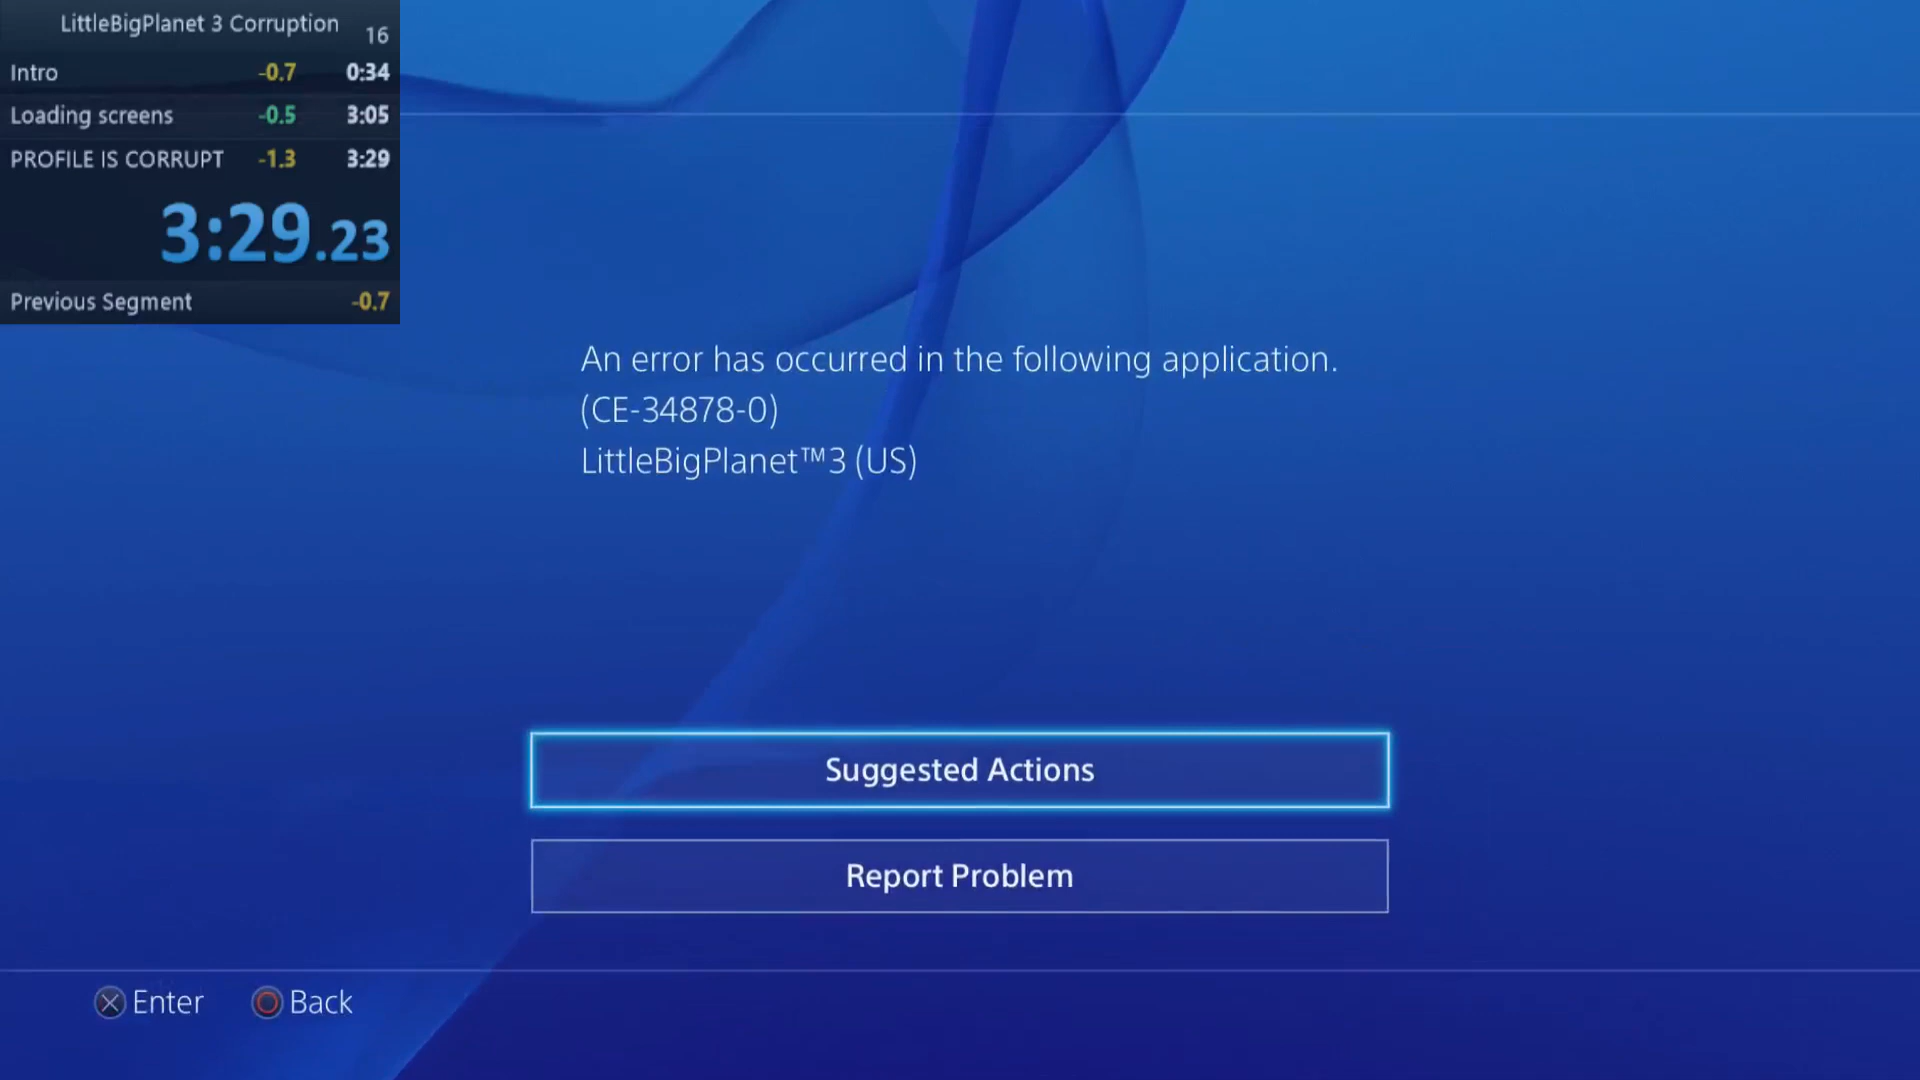 LittleBigPlanet 3 Corruption
16
Intro -0.7 0:34
Loading screens -0.5 3:05
PROFILE IS CORRUPT -1.3 3:29
3:29.23
Previous Segment -0.7
An error has occurred in the following application.
(CE-34878-0)
LittleBigPlanet™3 (US)
Suggested Actions
Report Problem
Enter Back